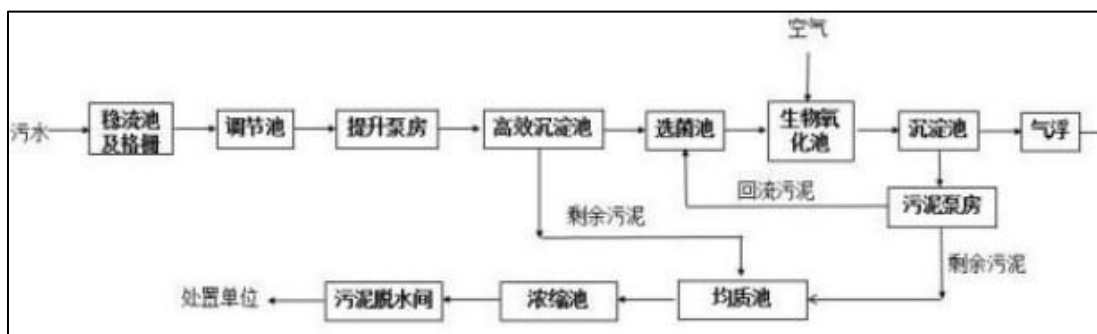 空气
污水
稳流池
及格栅
调节池
提升泵房
高效沉淀池
选菌池
生物氧
化池
沉淀池
气浮
回流污泥
污泥泵房
剩余污泥
剩余污泥
处置单位
污泥脱水间
浓缩池
均质池